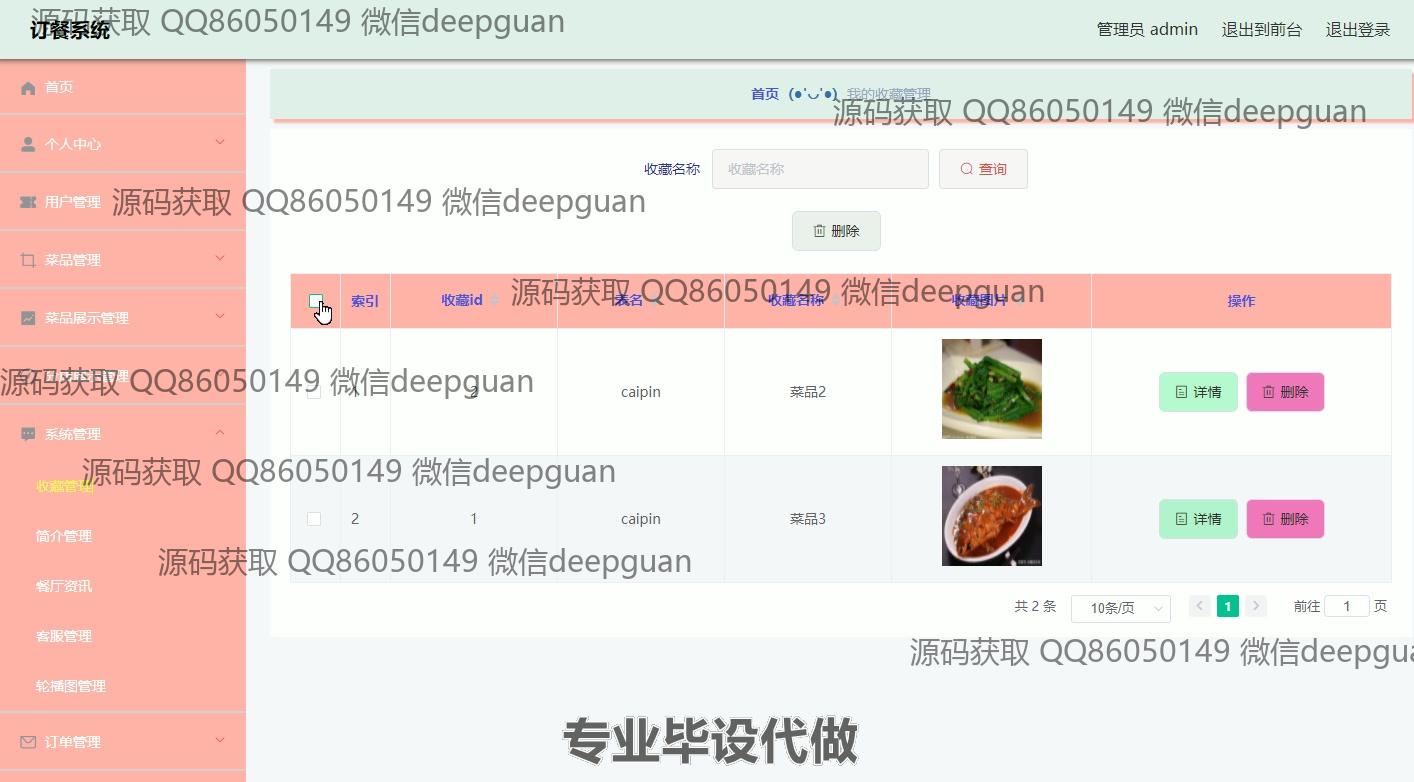 订餐系统
源码获取 QQ86050149 微信deepguan
管理员 admin
退出到前台
退出登录
首页
个人中心
用户管理
菜品管理
菜品展示管理
系统管理
收藏管理
简介管理
餐厅资讯
客服管理
轮播图管理
订单管理
首页 (●'◡'●) 我的收藏管理
源码获取 QQ86050149 微信deepguan
收藏名称 收藏名称 查询
源码获取 QQ86050149 微信deepguan
删除
源码获取 QQ86050149 微信deepguan
索引 收藏id 表名 收藏名称 收藏图片 操作
源码获取 QQ86050149 微信deepguan
1 2 caipin 菜品2 详情 删除
源码获取 QQ86050149 微信deepguan
2 1 caipin 菜品3 详情 删除
源码获取 QQ86050149 微信deepguan
共 2 条 10条/页 1 前往 1 页
源码获取 QQ86050149 微信deepgua
专业毕设代做